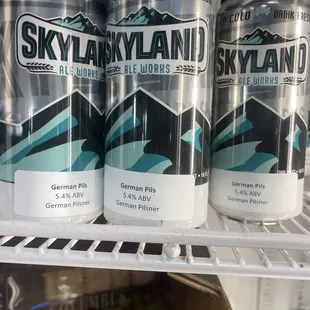 SKYLAND
ALE WORKS
German Pils
5.4% ABV
German Pilsner
SKYLAND
ALE WORKS
German Pils
5.4% ABV
German Pilsner
COLD
SKYLAND
ALE WORKS
German Pils
5.4% ABV
German Pilsner